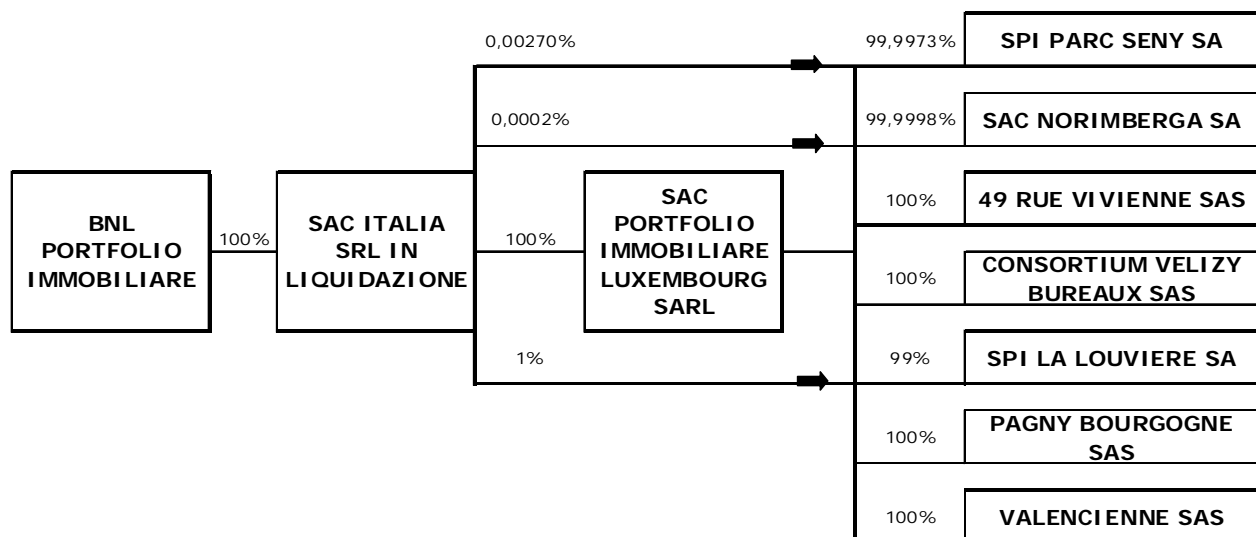 0,00270%
99,9973%
SPI PARC SENY SA
0,0002%
99,9998%
SAC NORIMBERGA SA
BNL
PORTFOLIO
IMMOBILIARE
100%
SAC ITALIA
SRL IN
LIQUIDAZIONE
100%
SAC
PORTFOLIO
IMMOBILIARE
LUXEMBOURG
SARL
100%
49 RUE VIVIENNE SAS
100%
CONSORTIUM VELIZY
BUREAUX SAS
1%
99%
SPI LA LOUVIERE SA
100%
PAGNY BOURGOGNE
SAS
100%
VALENCIENNE SAS